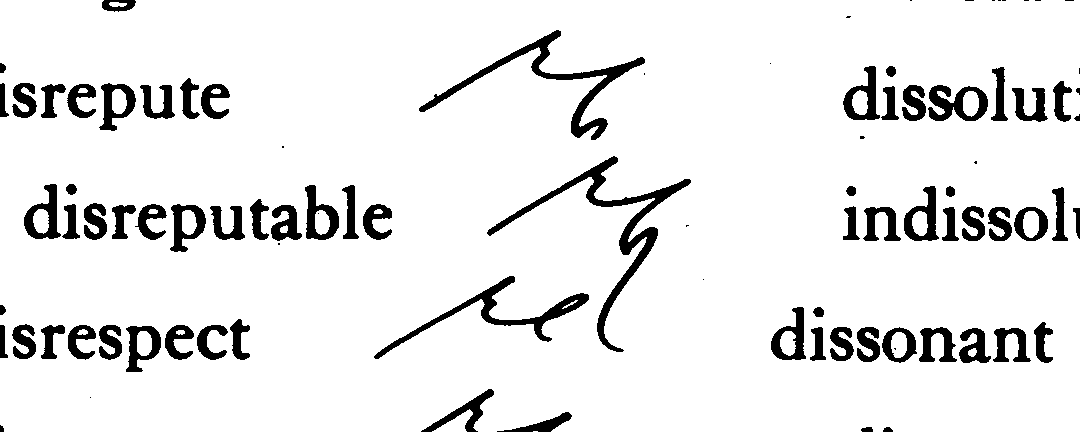 isrepute dissoluti
disreputable indissolu
isrespect dissonant